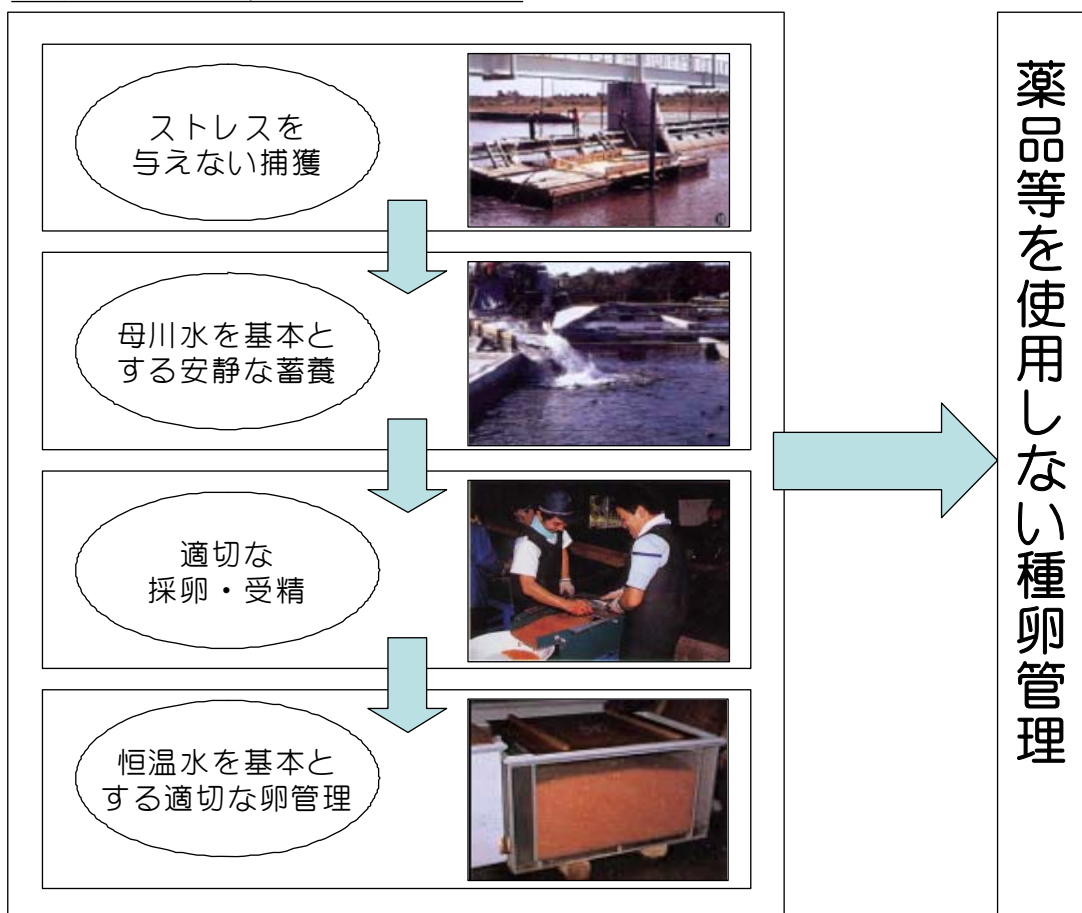 ストレスを
与えない捕獲
母川水を基本と
する安静な蓄養
適切な
採卵・受精
恒温水を基本と
する適切な卵管理
薬品等を使用しない種卵管理